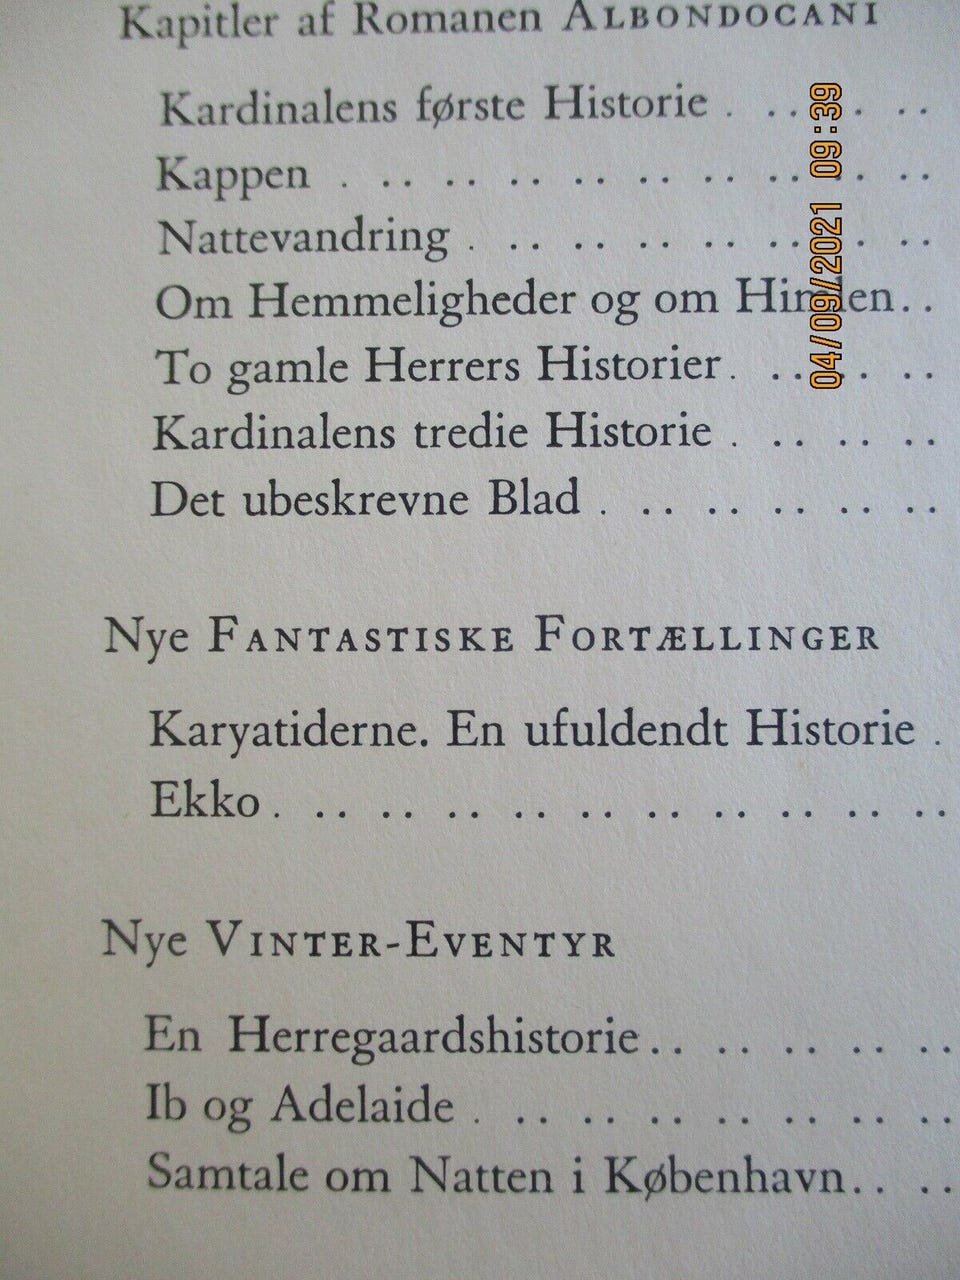 Kapitler af Romanen ALBONDOCANI
Kardinalens første Historie . .. .. . ..
Kappen . .. .. .. .. .. .. .. .. ..
Nattevandring . .. .. .. .. .. . ..
Om Hemmeligheder og om Himlen. .
To gamle Herrers Historier. .. .. ..
Kardinalens tredie Historie . .. .. ..
Det ubeskrevne Blad . .. .. .. .. ..
Nye FANTASTISKE FORTÆLLINGER
Karyatiderne. En ufuldendt Historie .
Ekko . .. .. .. .. .. .. .. .. .. ..
Nye VINTER-EVENTYR
En Herregaardshistorie. . .. .. .. ..
Ib og Adelaide . .. .. .. .. .. .. ..
Samtale om Natten i København. . ..
04/09/2021 09:39